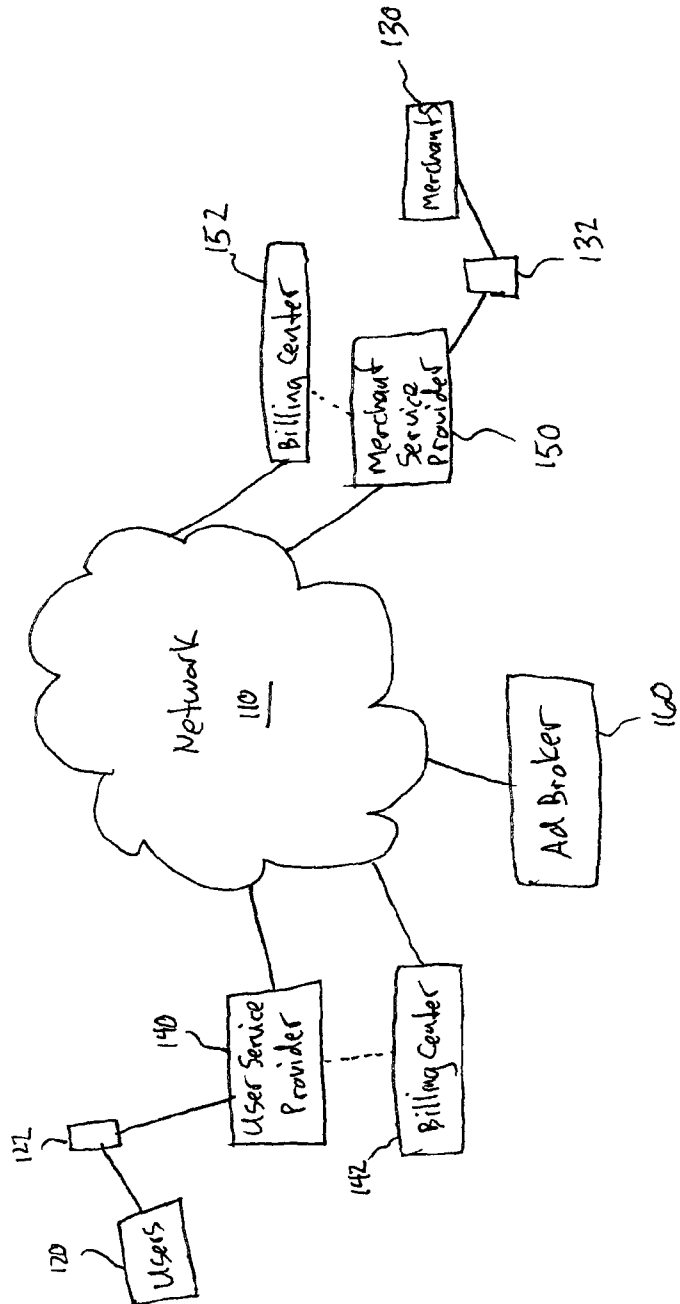 120
Users
122
140
User Service
Provider
142
Billing Center
Network
110
Ad Broker
160
152
Billing Center
Merchant
Service
Provider
150
132
Merchants
130